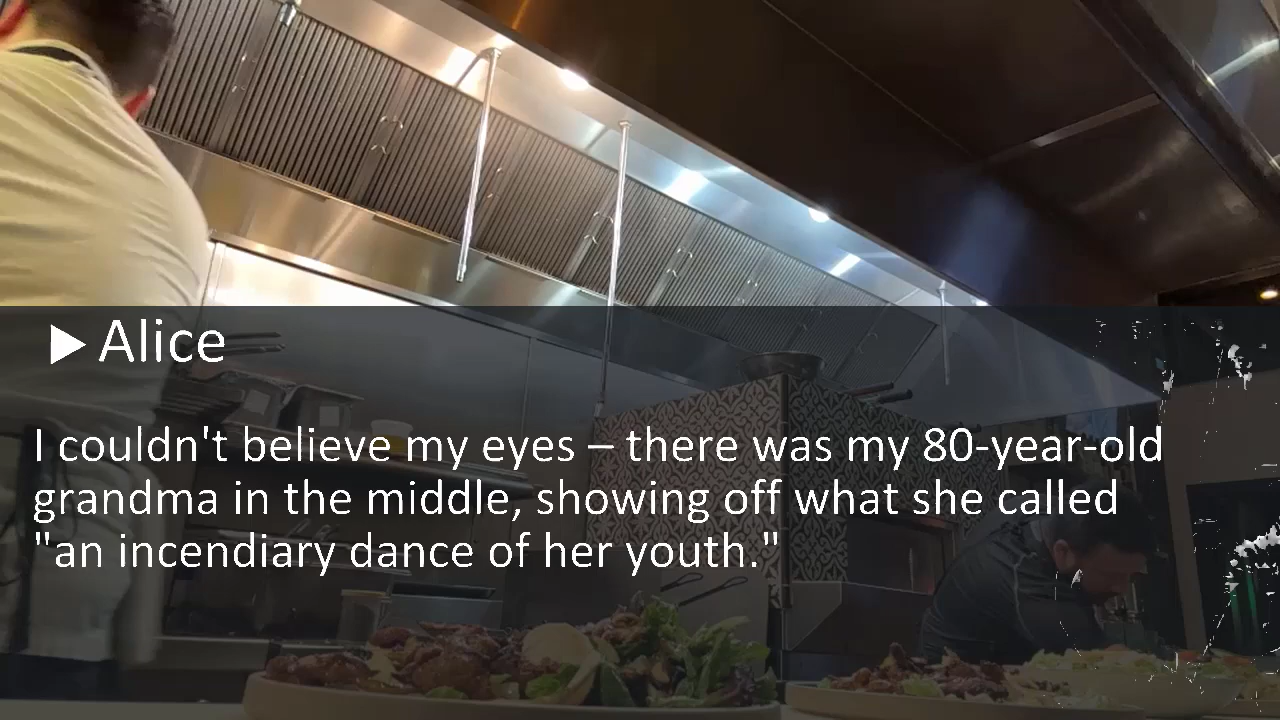 ▶ Alice
I couldn't believe my eyes – there was my 80-year-old
grandma in the middle, showing off what she called
"an incendiary dance of her youth."